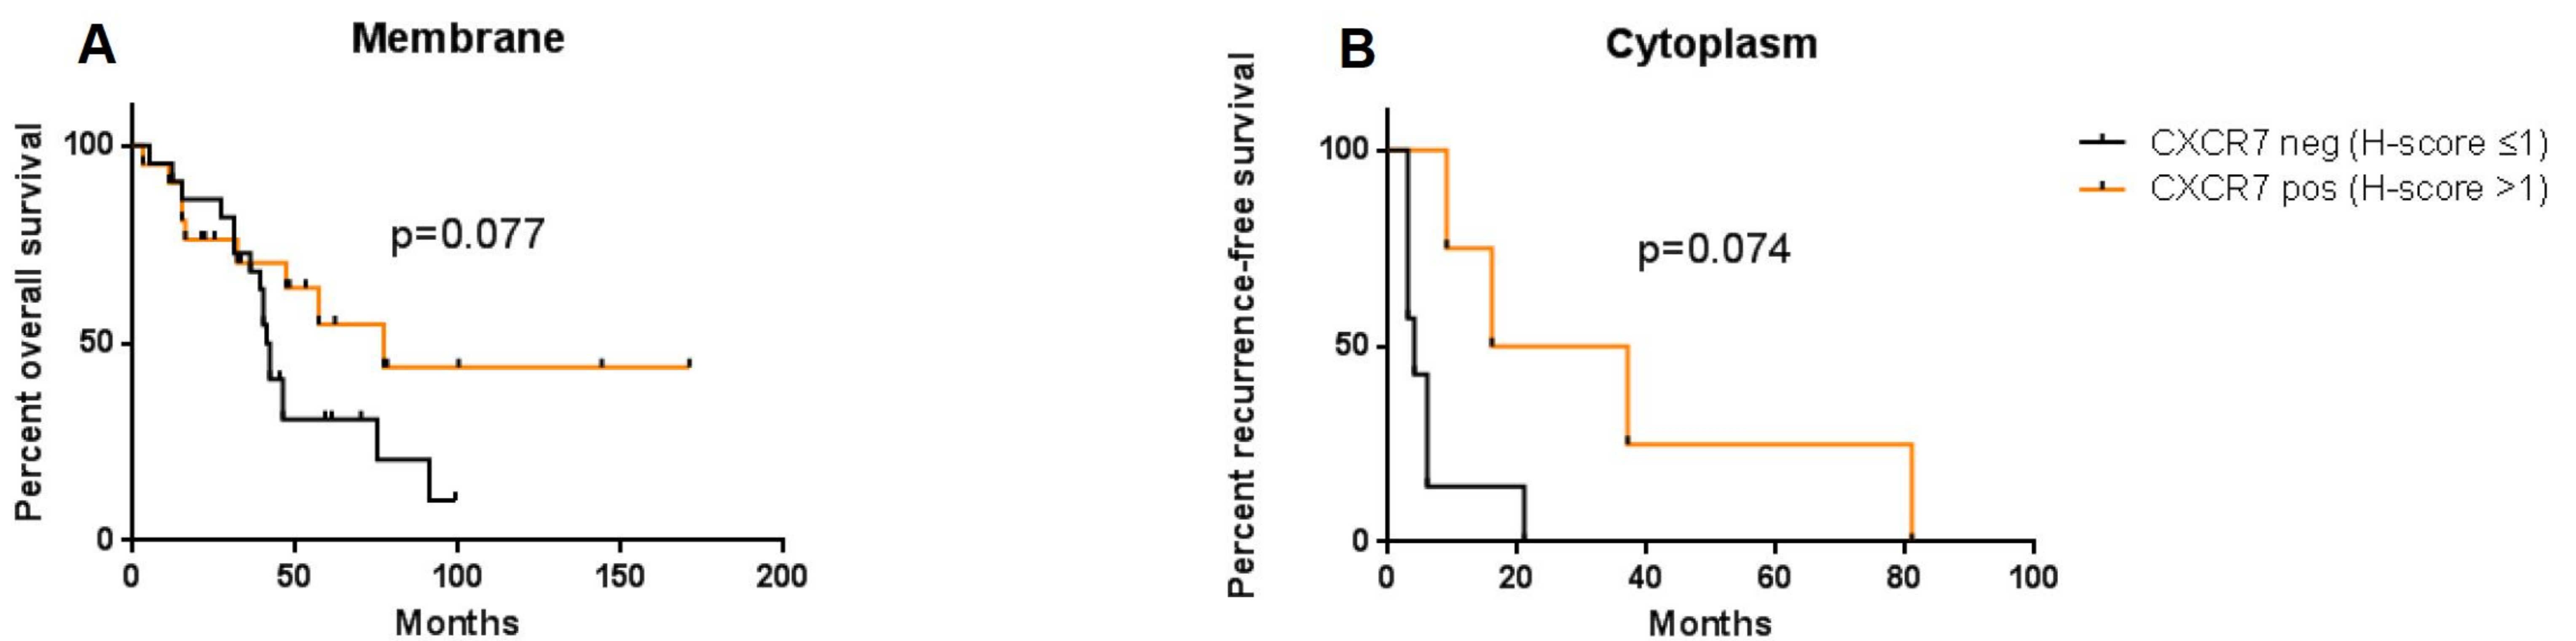 A
Membrane
Percent overall survival
100
50
0
p=0.077
0 50 100 150 200
Months
B
Cytoplasm
Percent recurrence-free survival
100
50
0
p=0.074
0 20 40 60 80 100
Months
CXCR7 neg (H-score ≤1)
CXCR7 pos (H-score >1)